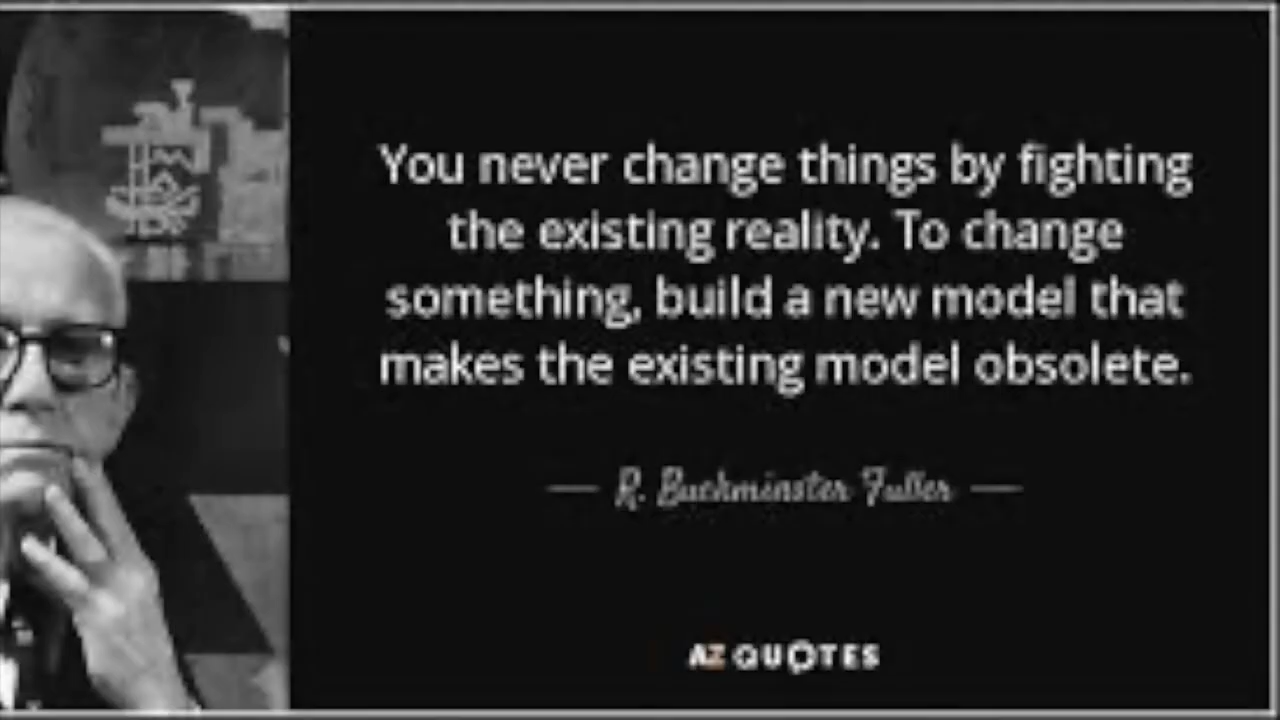 You never change things by fighting
the existing reality. To change
something, build a new model that
makes the existing model obsolete.
— R. Buckminster Fuller —
AZ QUOTES